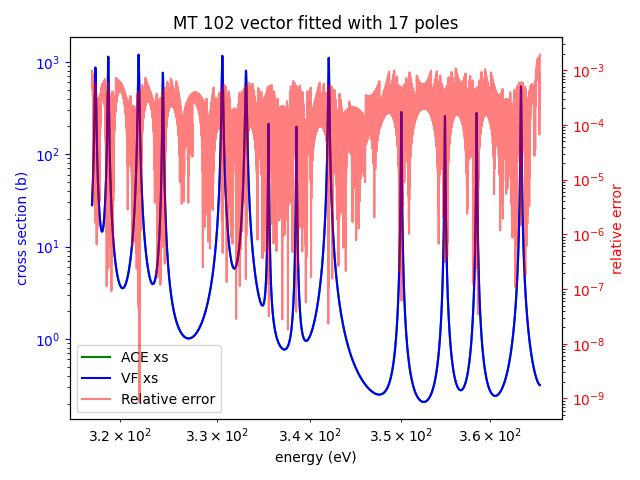 MT 102 vector fitted with 17 poles
cross section (b)
10³
10²
10¹
10⁰
10⁻³
10⁻⁴
10⁻⁵
10⁻⁶
10⁻⁷
10⁻⁸
10⁻⁹
relative error
ACE xs
VF xs
Relative error
3.2 × 10² 3.3 × 10² 3.4 × 10² 3.5 × 10² 3.6 × 10²
energy (eV)